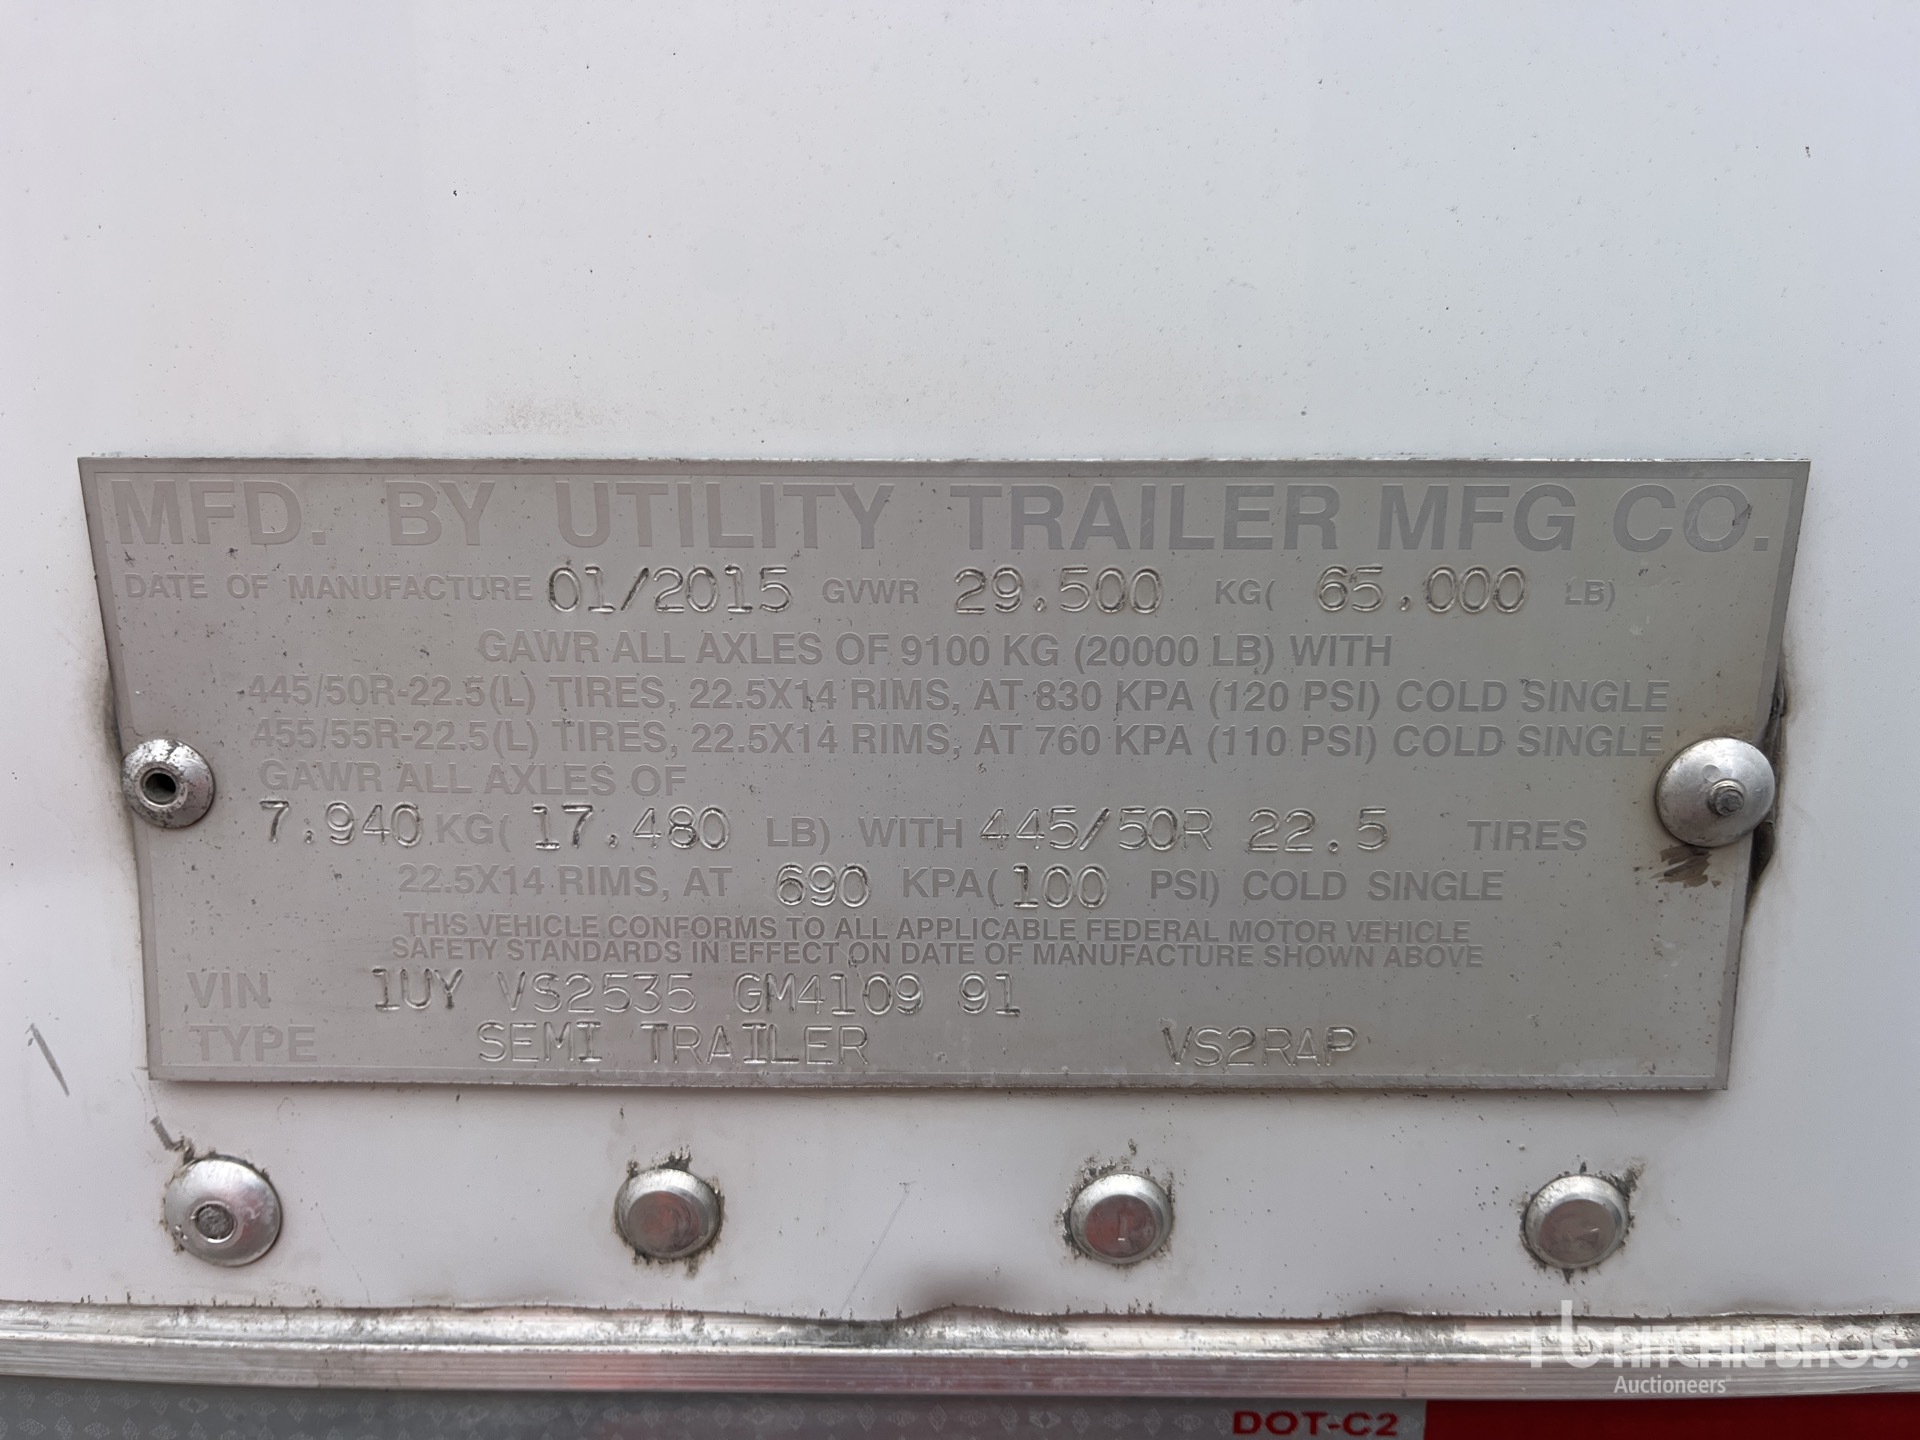 MFD. BY UTILITY TRAILER MFG CO.
DATE OF MANUFACTURE 01/2015 GVWR 29.500 KG( 65.000 LB)
GAWR ALL AXLES OF 9100 KG (20000 LB) WITH
445/50R-22.5(L) TIRES, 22.5X14 RIMS, AT 830 KPA (120 PSI) COLD SINGLE
455/55R-22.5(L) TIRES, 22.5X14 RIMS, AT 760 KPA (110 PSI) COLD SINGLE
GAWR ALL AXLES OF
7.940 KG( 17.480 LB) WITH 445/50R 22.5 TIRES
22.5X14 RIMS, AT 690 KPA( 100 PSI) COLD SINGLE
THIS VEHICLE CONFORMS TO ALL APPLICABLE FEDERAL MOTOR VEHICLE
SAFETY STANDARDS IN EFFECT ON DATE OF MANUFACTURE SHOWN ABOVE
VIN 1UY VS2535 GM4109 91
TYPE SEMI TRAILER VS2RAP
rb RITCHIE BROS.
Auctioneers
DOT-C2